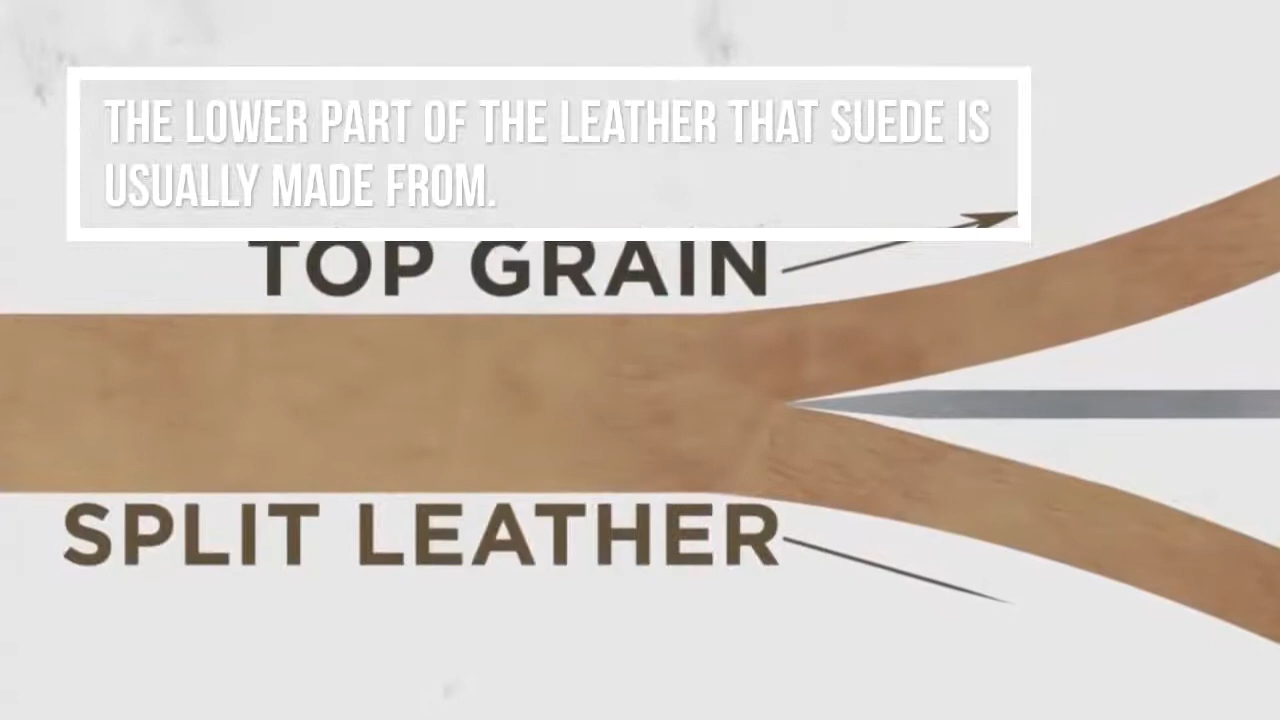 THE LOWER PART OF THE LEATHER THAT SUEDE IS
USUALLY MADE FROM.
TOP GRAIN
SPLIT LEATHER